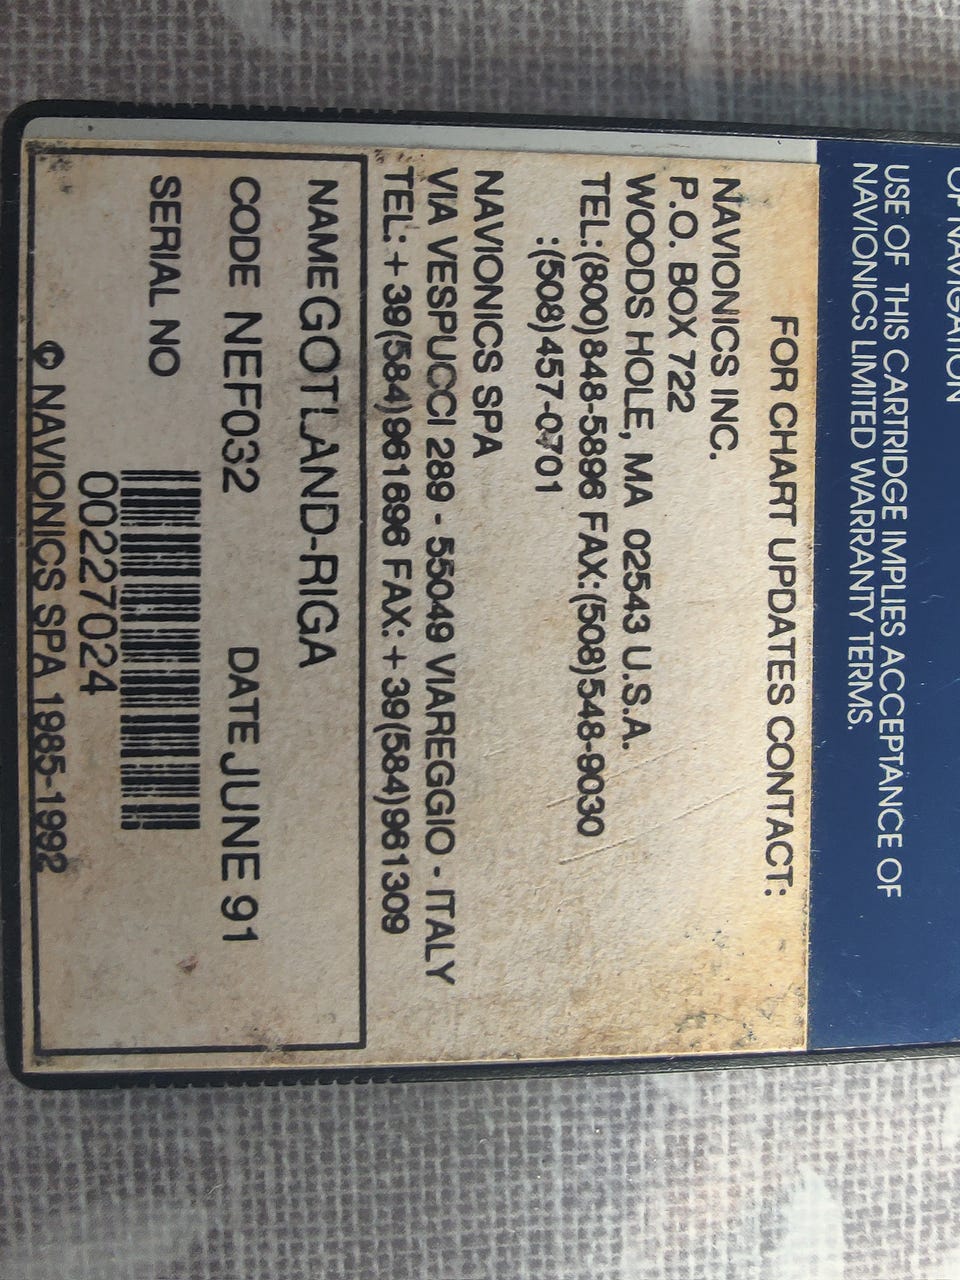 OF NAVIGATION
USE OF THIS CARTRIDGE IMPLIES ACCEPTANCE OF
NAVIONICS LIMITED WARRANTY TERMS.
FOR CHART UPDATES CONTACT:
NAVIONICS INC.
P.O. BOX 722
WOODS HOLE, MA 02543 U.S.A.
TEL:(800)848-5896 FAX:(508)548-9030
:(508)457-0701
NAVIONICS SPA
VIA VESPUCCI 289 - 55049 VIAREGGIO - ITALY
TEL: +39(584)961696 FAX: +39(584)961309
NAME GOTLAND-RIGA
CODE NEF032 DATE JUNE 91
SERIAL NO
00227024
© NAVIONICS SPA 1985-1992